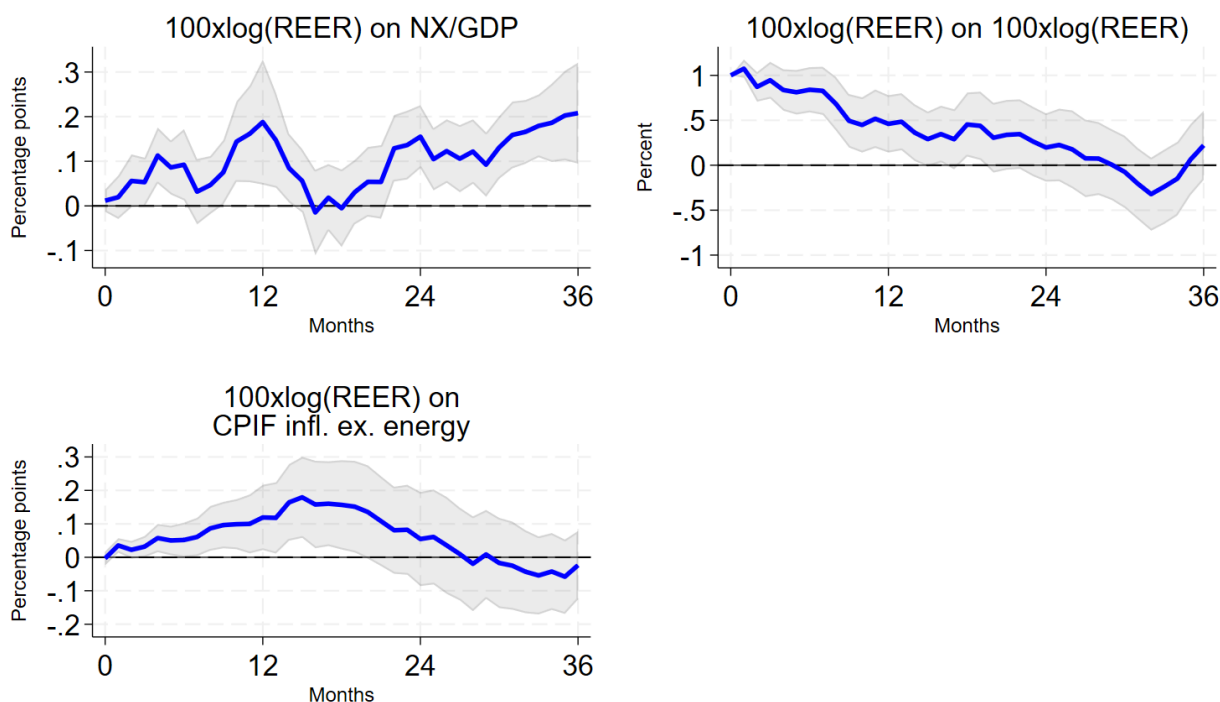 100xlog(REER) on NX/GDP
Percentage points
.3
.2
.1
0
-.1
0 12 24 36
Months
100xlog(REER) on 100xlog(REER)
Percent
1
.5
0
-.5
-1
0 12 24 36
Months
100xlog(REER) on
CPIF infl. ex. energy
Percentage points
.3
.2
.1
0
-.1
-.2
0 12 24 36
Months